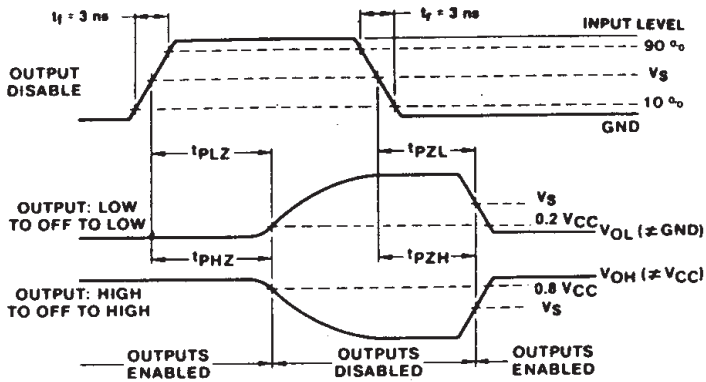 tf = 3 ns
tf = 3 ns
INPUT LEVEL
90 %
OUTPUT
DISABLE
VS
10 %
GND
tPLZ
tPZL
OUTPUT: LOW
TO OFF TO LOW
VS
0.2 VCC
VOL (≠ GND)
tPHZ
tPZH
OUTPUT: HIGH
TO OFF TO HIGH
VOH (≠ VCC)
0.8 VCC
VS
OUTPUTS
ENABLED
OUTPUTS
DISABLED
OUTPUTS
ENABLED